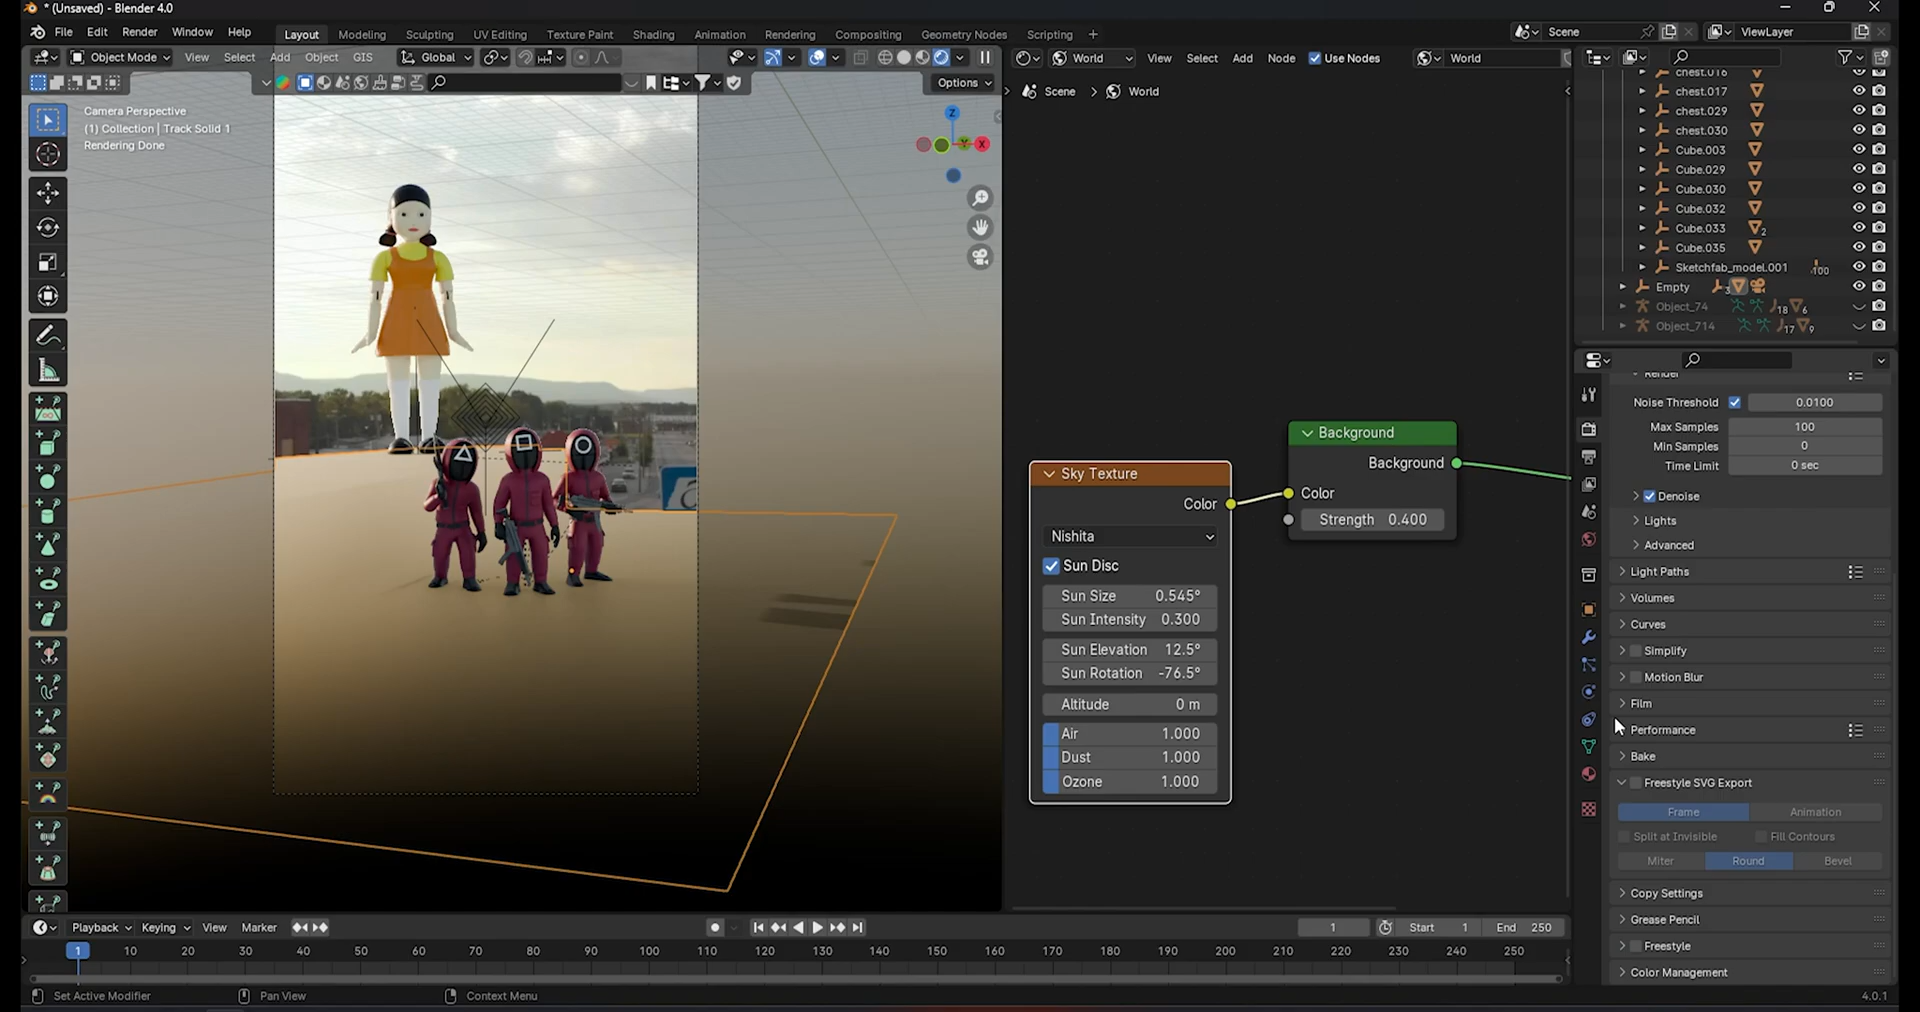 * (Unsaved) - Blender 4.0
File Edit Render Window Help
Layout Modeling Sculpting UV Editing Texture Paint Shading Animation Rendering Compositing Geometry Nodes Scripting +
Scene
ViewLayer
Object Mode View Select Add Object GIS
Global
World View Select Add Node Use Nodes
World
Options
Camera Perspective
(1) Collection | Track Solid 1
Rendering Done
Z
Y
X
Scene > World
chest.016
chest.017
chest.029
chest.030
Cube.003
Cube.029
Cube.030
Cube.032
Cube.033 2
Cube.035
Sketchfab_model.001 100
Empty 3
Object_74 18 6
Object_714 17 9
Sky Texture
Color
Nishita
Sun Disc
Sun Size 0.545°
Sun Intensity 0.300
Sun Elevation 12.5°
Sun Rotation -76.5°
Altitude 0 m
Air 1.000
Dust 1.000
Ozone 1.000
Background
Background
Color
Strength 0.400
Render
Noise Threshold 0.0100
Max Samples 100
Min Samples 0
Time Limit 0 sec
Denoise
Lights
Advanced
Light Paths
Volumes
Curves
Simplify
Motion Blur
Film
Performance
Bake
Freestyle SVG Export
Frame Animation
Split at Invisible Fill Contours
Miter Round Bevel
Copy Settings
Grease Pencil
Freestyle
Color Management
Playback Keying View Marker
1 Start 1 End 250
1 10 20 30 40 50 60 70 80 90 100 110 120 130 140 150 160 170 180 190 200 210 220 230 240 250
Set Active Modifier Pan View Context Menu
4.0.1